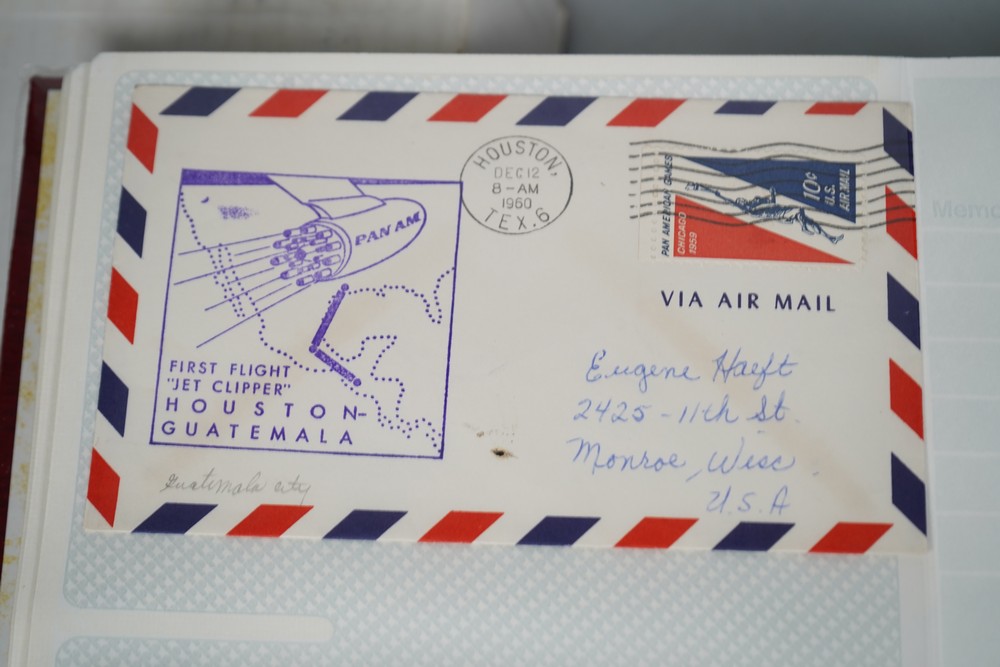 HOUSTON,
DEC 12
8-AM
1960
TEX. 6
PAN AMERICAN GAMES
CHICAGO
1959
10¢
U.S.
AIR MAIL
PAN AM
VIA AIR MAIL
FIRST FLIGHT
"JET CLIPPER"
HOUSTON-
GUATEMALA
Eugene Haeft
2425-11th St.
Monroe, Wisc
U.S.A
Guatemala City